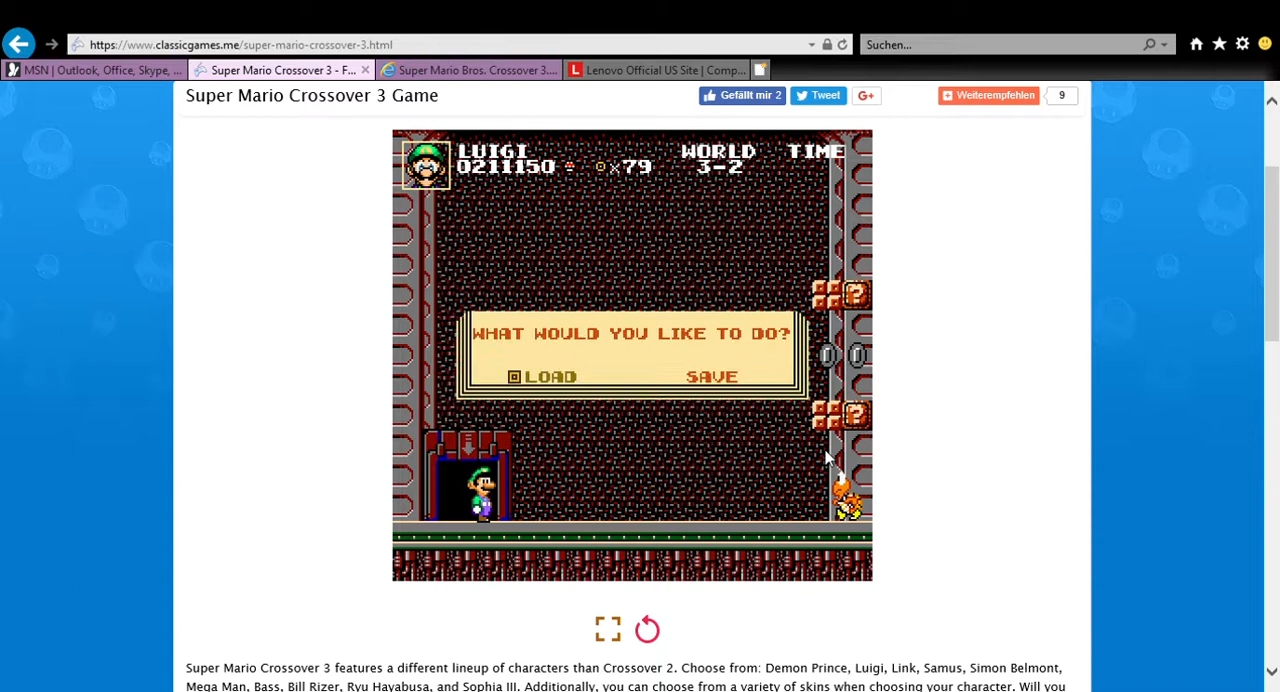 https://www.classicgames.me/super-mario-crossover-3.html
Suchen...
MSN | Outlook, Office, Skype, ...
Super Mario Crossover 3 - F...
Super Mario Bros. Crossover 3....
Lenovo Official US Site | Comp...
Super Mario Crossover 3 Game
Gefällt mir 2
Tweet
G+
Weiterempfehlen
9
LUIGI WORLD TIME
0211150 x79 3-2
?
WHAT WOULD YOU LIKE TO DO?
LOAD SAVE
?
Super Mario Crossover 3 features a different lineup of characters than Crossover 2. Choose from: Demon Prince, Luigi, Link, Samus, Simon Belmont,
Mega Man, Bass, Bill Rizer, Ryu Hayabusa, and Sophia III. Additionally, you can choose from a variety of skins when choosing your character. Will you